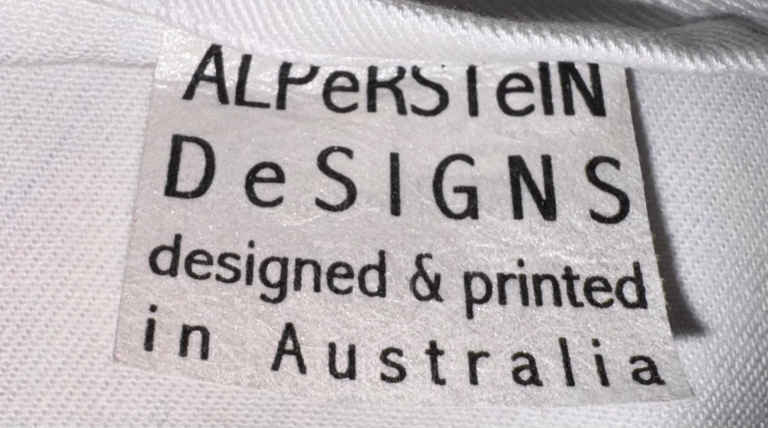 ALPeRSTeIN
DeSIGNS
designed & printed
in Australia